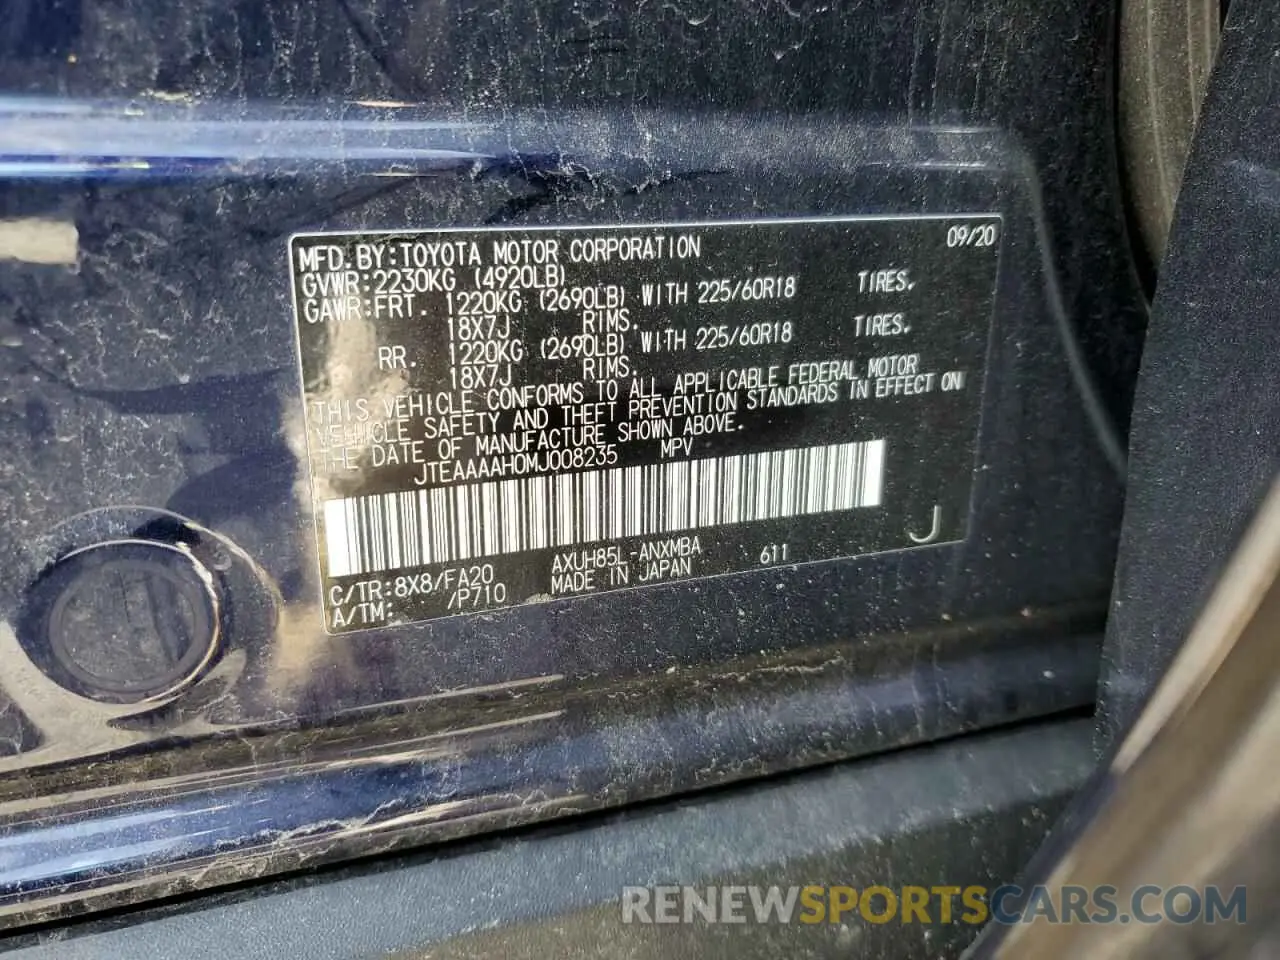 MFD.BY:TOYOTA MOTOR CORPORATION 09/20
GVWR:2230KG (4920LB)
GAWR:FRT. 1220KG (2690LB) WITH 225/60R18 TIRES.
18X7J RIMS.
RR. 1220KG (2690LB) WITH 225/60R18 TIRES.
18X7J RIMS.
THIS VEHICLE CONFORMS TO ALL APPLICABLE FEDERAL MOTOR
VEHICLE SAFETY AND THEFT PREVENTION STANDARDS IN EFFECT ON
THE DATE OF MANUFACTURE SHOWN ABOVE.
JTEAAAAH0MJ008235 MPV
C/TR:8X8/FA20 AXUH85L-ANXMBA 611 J
A/TM: /P710 MADE IN JAPAN
RENEWSPORTSCARS.COM